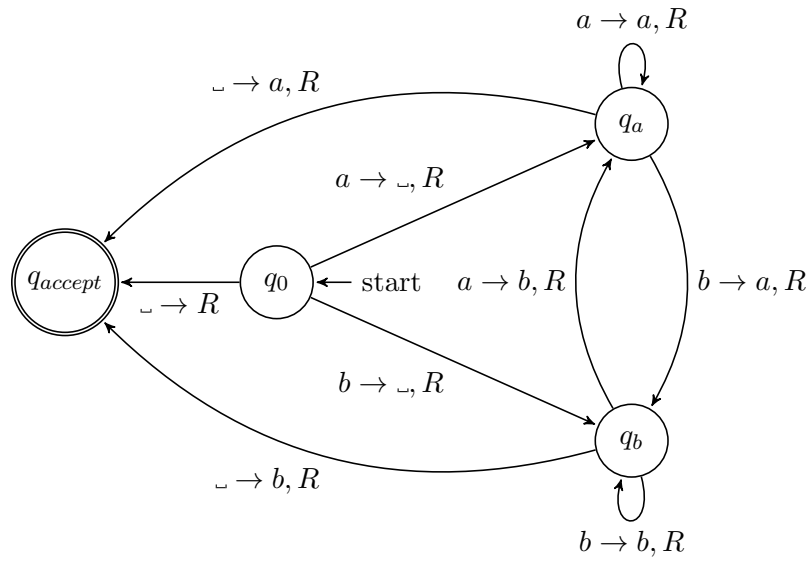 a → a, R
q_a
␣ → a, R
a → ␣, R
q_accept
q_0
start
a → b, R
b → a, R
␣ → R
b → ␣, R
q_b
␣ → b, R
b → b, R